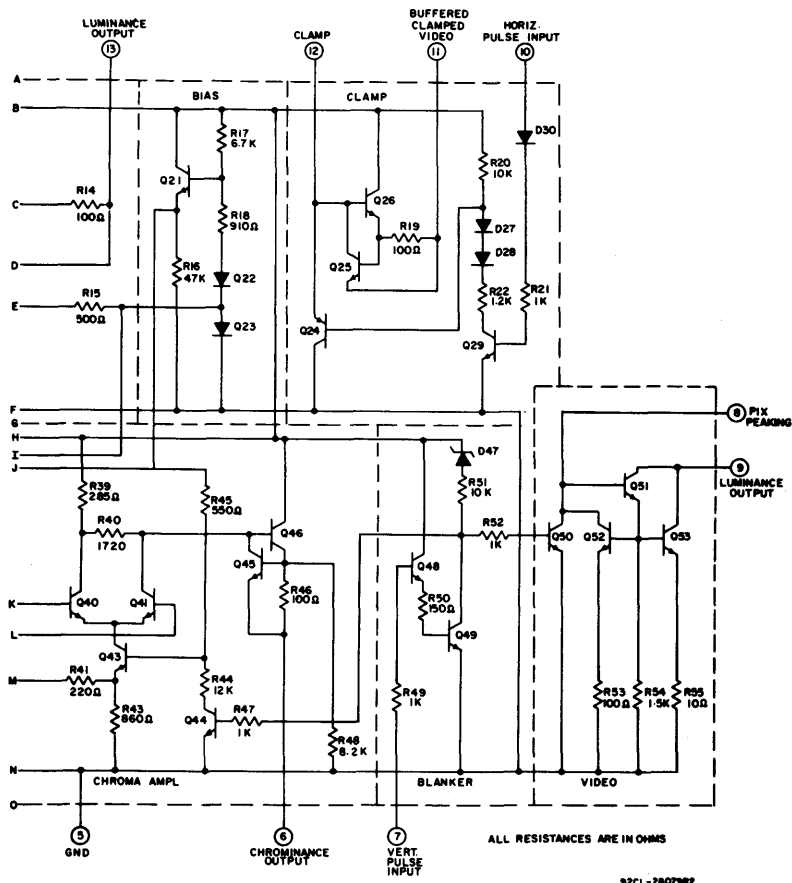 LUMINANCE
OUTPUT
13
CLAMP
12
BUFFERED
CLAMPED
VIDEO
11
HORIZ.
PULSE INPUT
10
A
BIAS
CLAMP
B
R17
6.7K
D30
R20
10K
Q21
Q26
C
R14
100Ω
R18
910Ω
R19
100Ω
D27
D28
D
R16
47K
Q25
Q22
R22
1.2K
R21
1K
E
R15
500Ω
Q23
Q24
Q29
F
G
8
PIX
PEAKING
H
D47
I
J
9
LUMINANCE
OUTPUT
R39
285Ω
R45
550Ω
R51
10K
Q51
R40
1720
Q46
R52
1K
Q50
Q52
Q53
Q45
Q48
K
Q40
Q41
R46
100Ω
R50
150Ω
Q49
L
Q43
M
R41
220Ω
R44
12K
R43
860Ω
Q44
R47
1K
R48
8.2K
R49
1K
R53
100Ω
R54
1.5K
R55
10Ω
N
CHROMA AMPL
BLANKER
VIDEO
O
5
GND
6
CHROMINANCE
OUTPUT
7
VERT.
PULSE
INPUT
ALL RESISTANCES ARE IN OHMS
92CL-28079R2